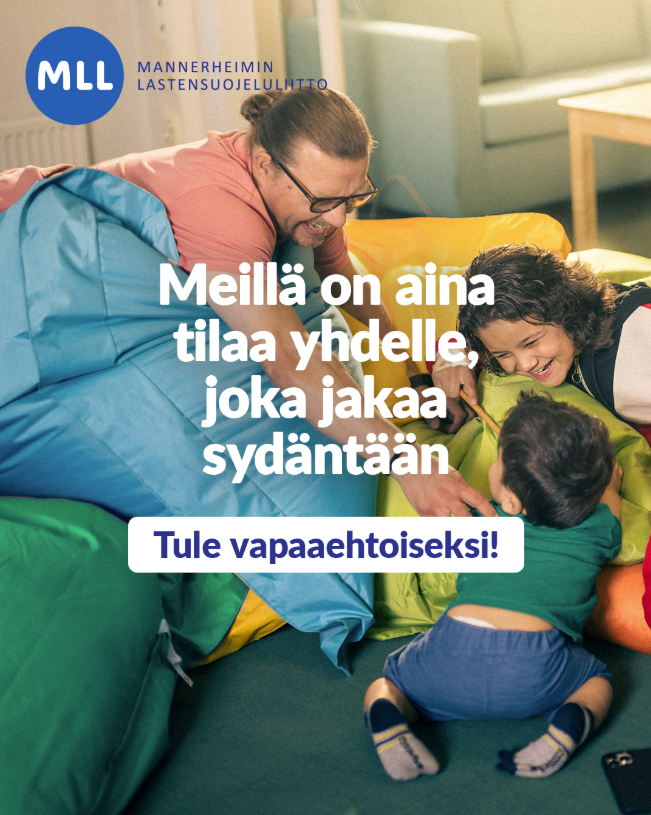 MLL
MANNERHEIMIN
LASTENSUOJELULIITTO
Meillä on aina
tilaa yhdelle,
joka jakaa
sydäntään
Tule vapaaehtoiseksi!